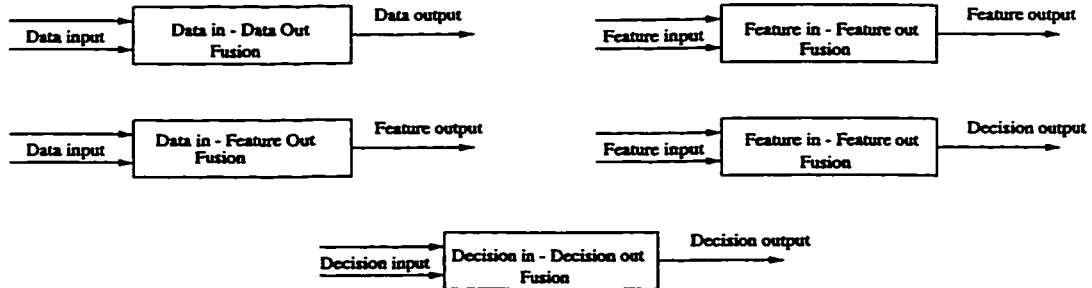 Data input
Data in - Data Out
Fusion
Data output
Feature input
Feature in - Feature out
Fusion
Feature output
Data input
Data in - Feature Out
Fusion
Feature output
Feature input
Feature in - Feature out
Fusion
Decision output
Decision input
Decision in - Decision out
Fusion
Decision output